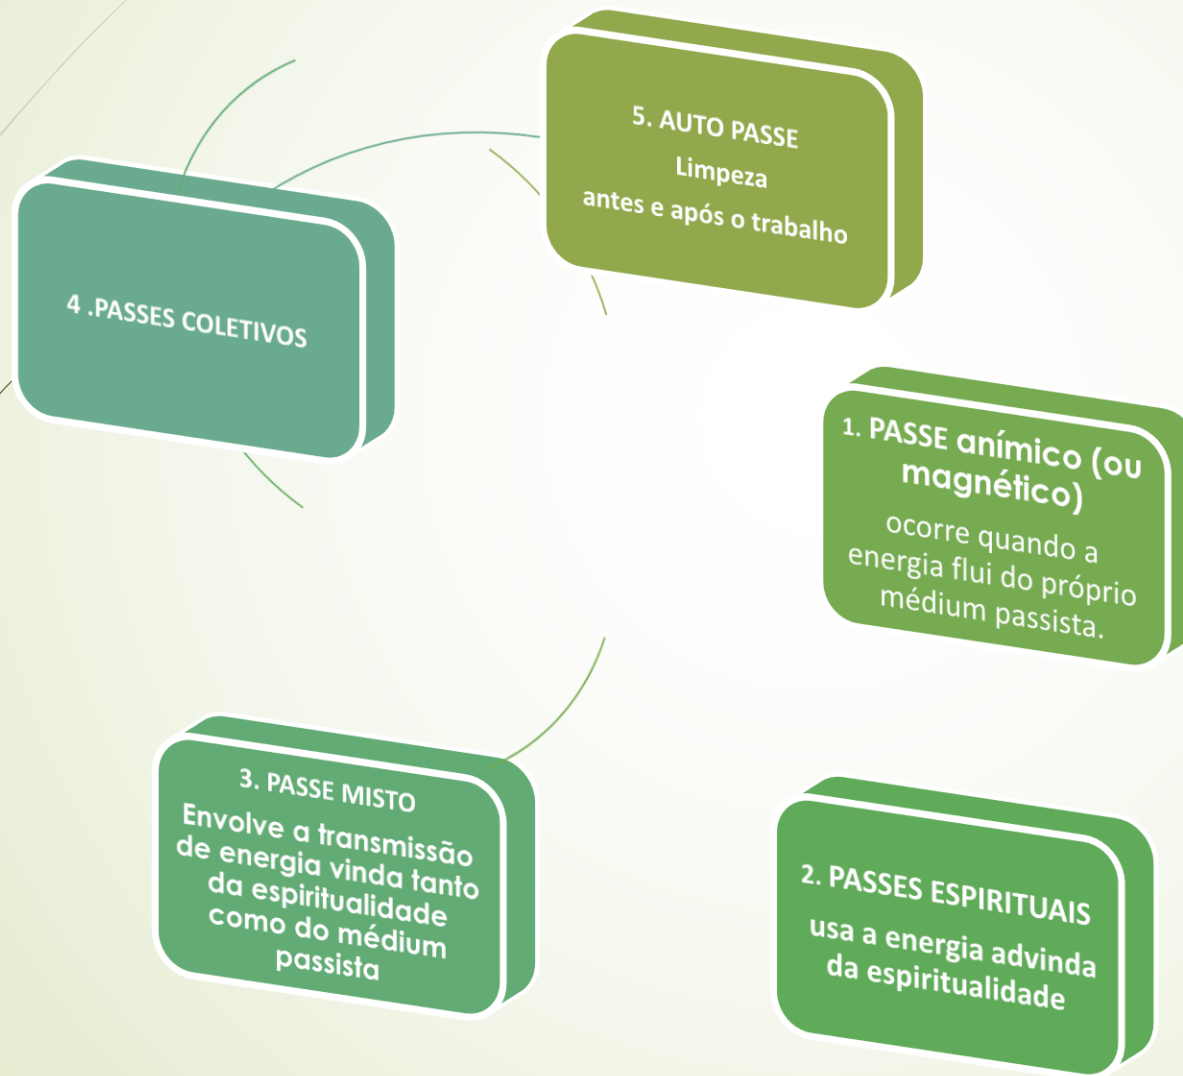 5. AUTO PASSE
Limpeza
antes e após o trabalho
4 .PASSES COLETIVOS
1. PASSE anímico (ou
magnético)
ocorre quando a
energia flui do próprio
médium passista.
3. PASSE MISTO
Envolve a transmissão
de energia vinda tanto
da espiritualidade
como do médium
passista
2. PASSES ESPIRITUAIS
usa a energia advinda
da espiritualidade